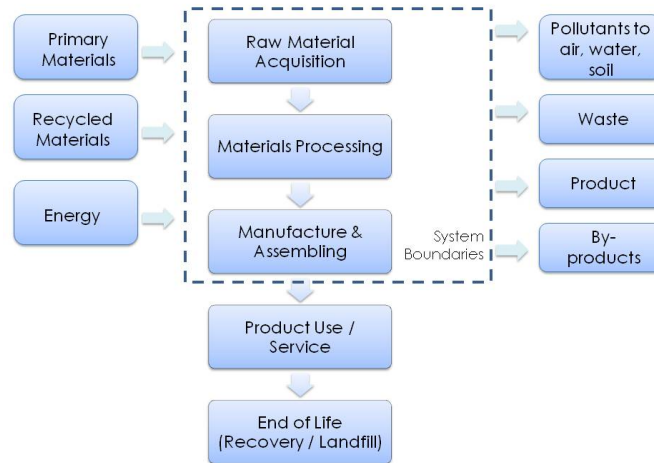 Primary
Materials
Recycled
Materials
Energy
Raw Material
Acquisition
Materials Processing
Manufacture &
Assembling
System
Boundaries
Product Use /
Service
End of Life
(Recovery / Landfill)
Pollutants to
air, water,
soil
Waste
Product
By-
products